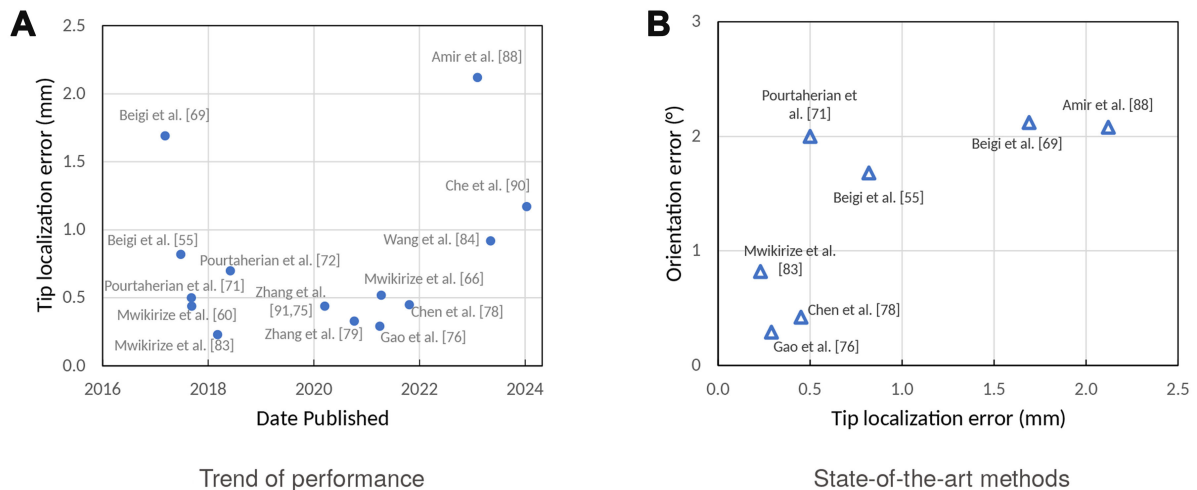 A
2.5
2.0
1.5
1.0
0.5
0.0
Tip localization error (mm)
Amir et al. [88]
Beigi et al. [69]
Che et al. [90]
Beigi et al. [55]
Wang et al. [84]
Pourtaherian et al. [72]
Mwikirize et al. [66]
Pourtaherian et al. [71]
Zhang et al.
[91,75]
Chen et al. [78]
Mwikirize et al. [60]
Zhang et al. [79]
Gao et al. [76]
Mwikirize et al. [83]
2016
2018
2020
2022
2024
Date Published
Trend of performance
B
3
2
1
0
Orientation error (°)
Pourtaherian et
al. [71]
Amir et al. [88]
Beigi et al. [69]
Beigi et al. [55]
Mwikirize et al.
[83]
Chen et al. [78]
Gao et al. [76]
0.0
0.5
1.0
1.5
2.0
2.5
Tip localization error (mm)
State-of-the-art methods